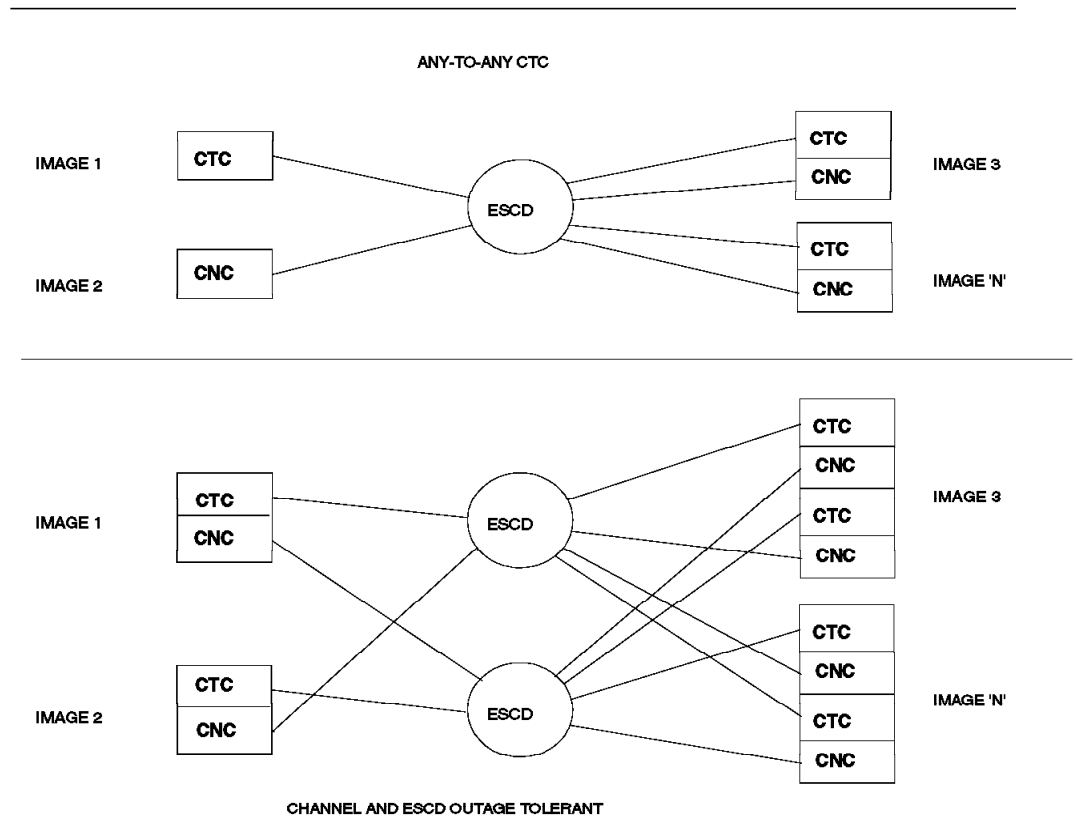 ANY-TO-ANY CTC
IMAGE 1
CTC
CTC
CNC
IMAGE 3
ESCD
IMAGE 2
CNC
CTC
CNC
IMAGE 'N'
IMAGE 1
CTC
CNC
ESCD
CTC
CNC
CTC
CNC
IMAGE 3
IMAGE 2
CTC
CNC
ESCD
CTC
CNC
CTC
CNC
IMAGE 'N'
CHANNEL AND ESCD OUTAGE TOLERANT